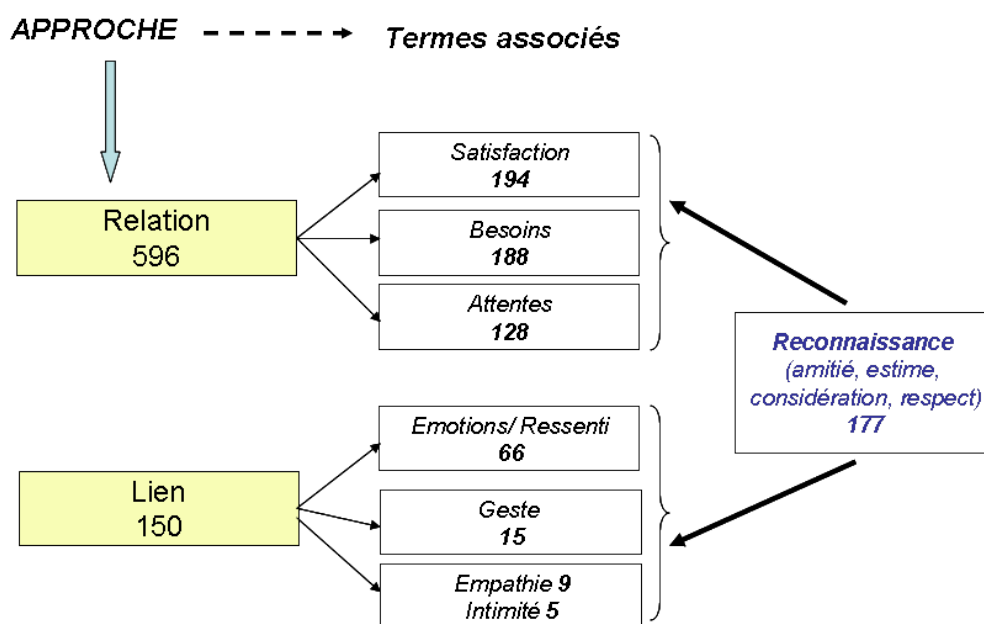 APPROCHE
Termes associés
Satisfaction
194
Relation
596
Besoins
188
Attentes
128
Reconnaissance
(amitié, estime,
considération, respect)
177
Emotions/ Ressenti
66
Lien
150
Geste
15
Empathie 9
Intimité 5